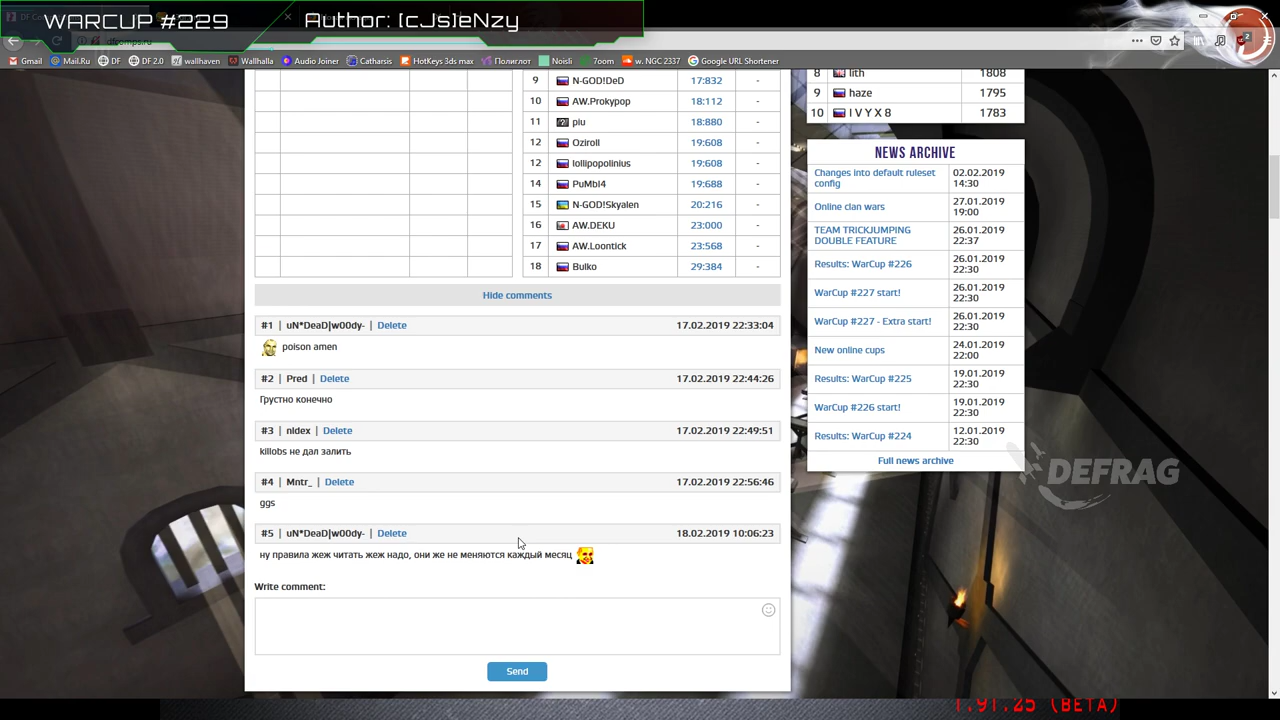 WARCUP #229
Author: [cJs]eNzy
Gmail @Mail.Ru DF DF 2.0 wallhaven Wallhalla Audio Joiner Catharsis HotKeys 3ds max Полиглот Noisli 7oom w. NGC 2337 Google URL Shortener
9 N-GOD!DeD 17:832 -
10 AW.Prokypop 18:112 -
11 piu 18:880 -
12 Oziroll 19:608 -
12 lollipopolinius 19:608 -
14 PuMbI4 19:688 -
15 N-GOD!Skyalen 20:216 -
16 AW.DEKU 23:000 -
17 AW.Loontick 23:568 -
18 Bulko 29:384 -
Hide comments
#1 | uN*DeaD|w00dy- | Delete 17.02.2019 22:33:04
poison amen
#2 | Pred | Delete 17.02.2019 22:44:26
Грустно конечно
#3 | nidex | Delete 17.02.2019 22:49:51
killobs не дал залить
#4 | Mntr_ | Delete 17.02.2019 22:56:46
ggs
#5 | uN*DeaD|w00dy- | Delete 18.02.2019 10:06:23
ну правила жеж читать жеж надо, они же не меняются каждый месяц
Write comment:
Send
8 lith 1808
9 haze 1795
10 I V Y X 8 1783
NEWS ARCHIVE
Changes into default ruleset config 02.02.2019 14:30
Online clan wars 27.01.2019 19:00
TEAM TRICKJUMPING DOUBLE FEATURE 26.01.2019 22:37
Results: WarCup #226 26.01.2019 22:30
WarCup #227 start! 26.01.2019 22:30
WarCup #227 - Extra start! 26.01.2019 22:30
New online cups 24.01.2019 22:00
Results: WarCup #225 19.01.2019 22:30
WarCup #226 start! 19.01.2019 22:30
Results: WarCup #224 12.01.2019 22:30
Full news archive
DEFRAG
1.91.25 (BETA)